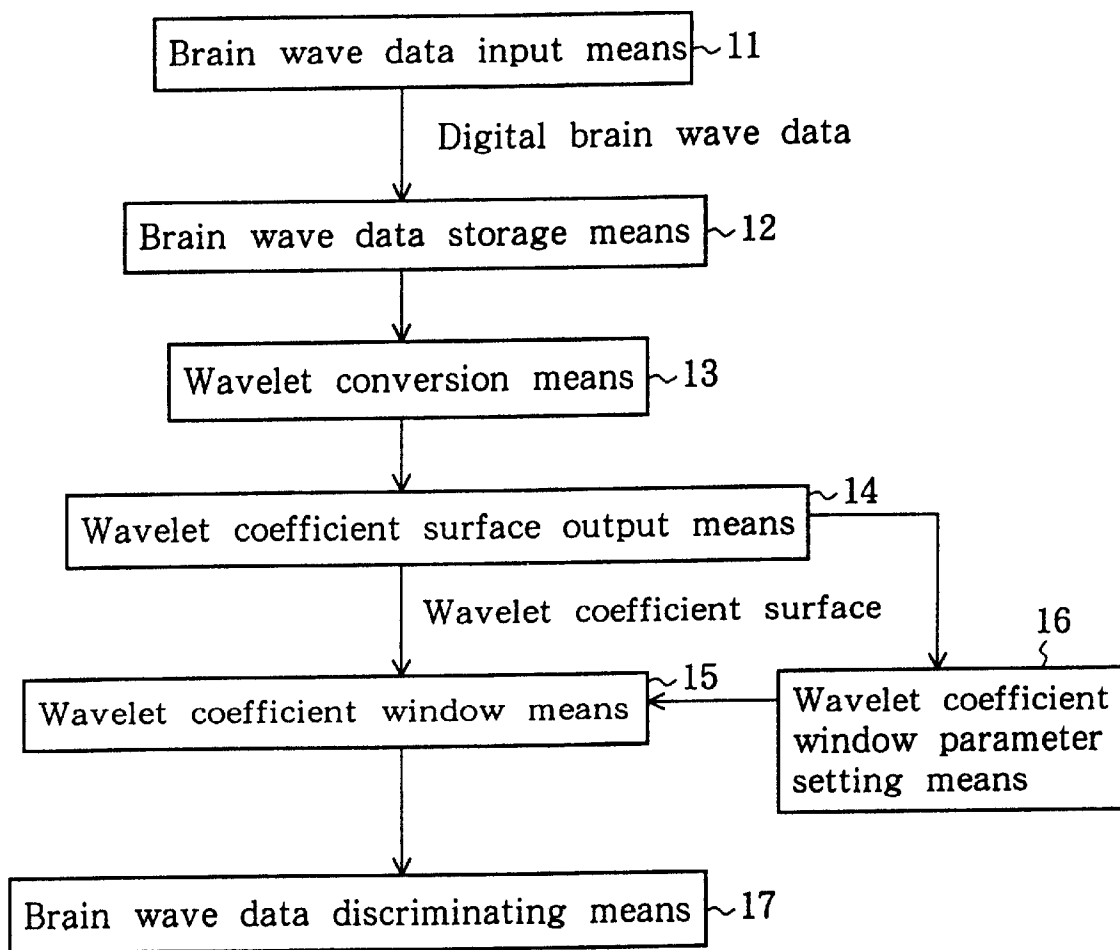 Brain wave data input means 11
Digital brain wave data
Brain wave data storage means 12
Wavelet conversion means 13
Wavelet coefficient surface output means 14
Wavelet coefficient surface
Wavelet coefficient window means 15
16
Wavelet coefficient
window parameter
setting means
Brain wave data discriminating means 17